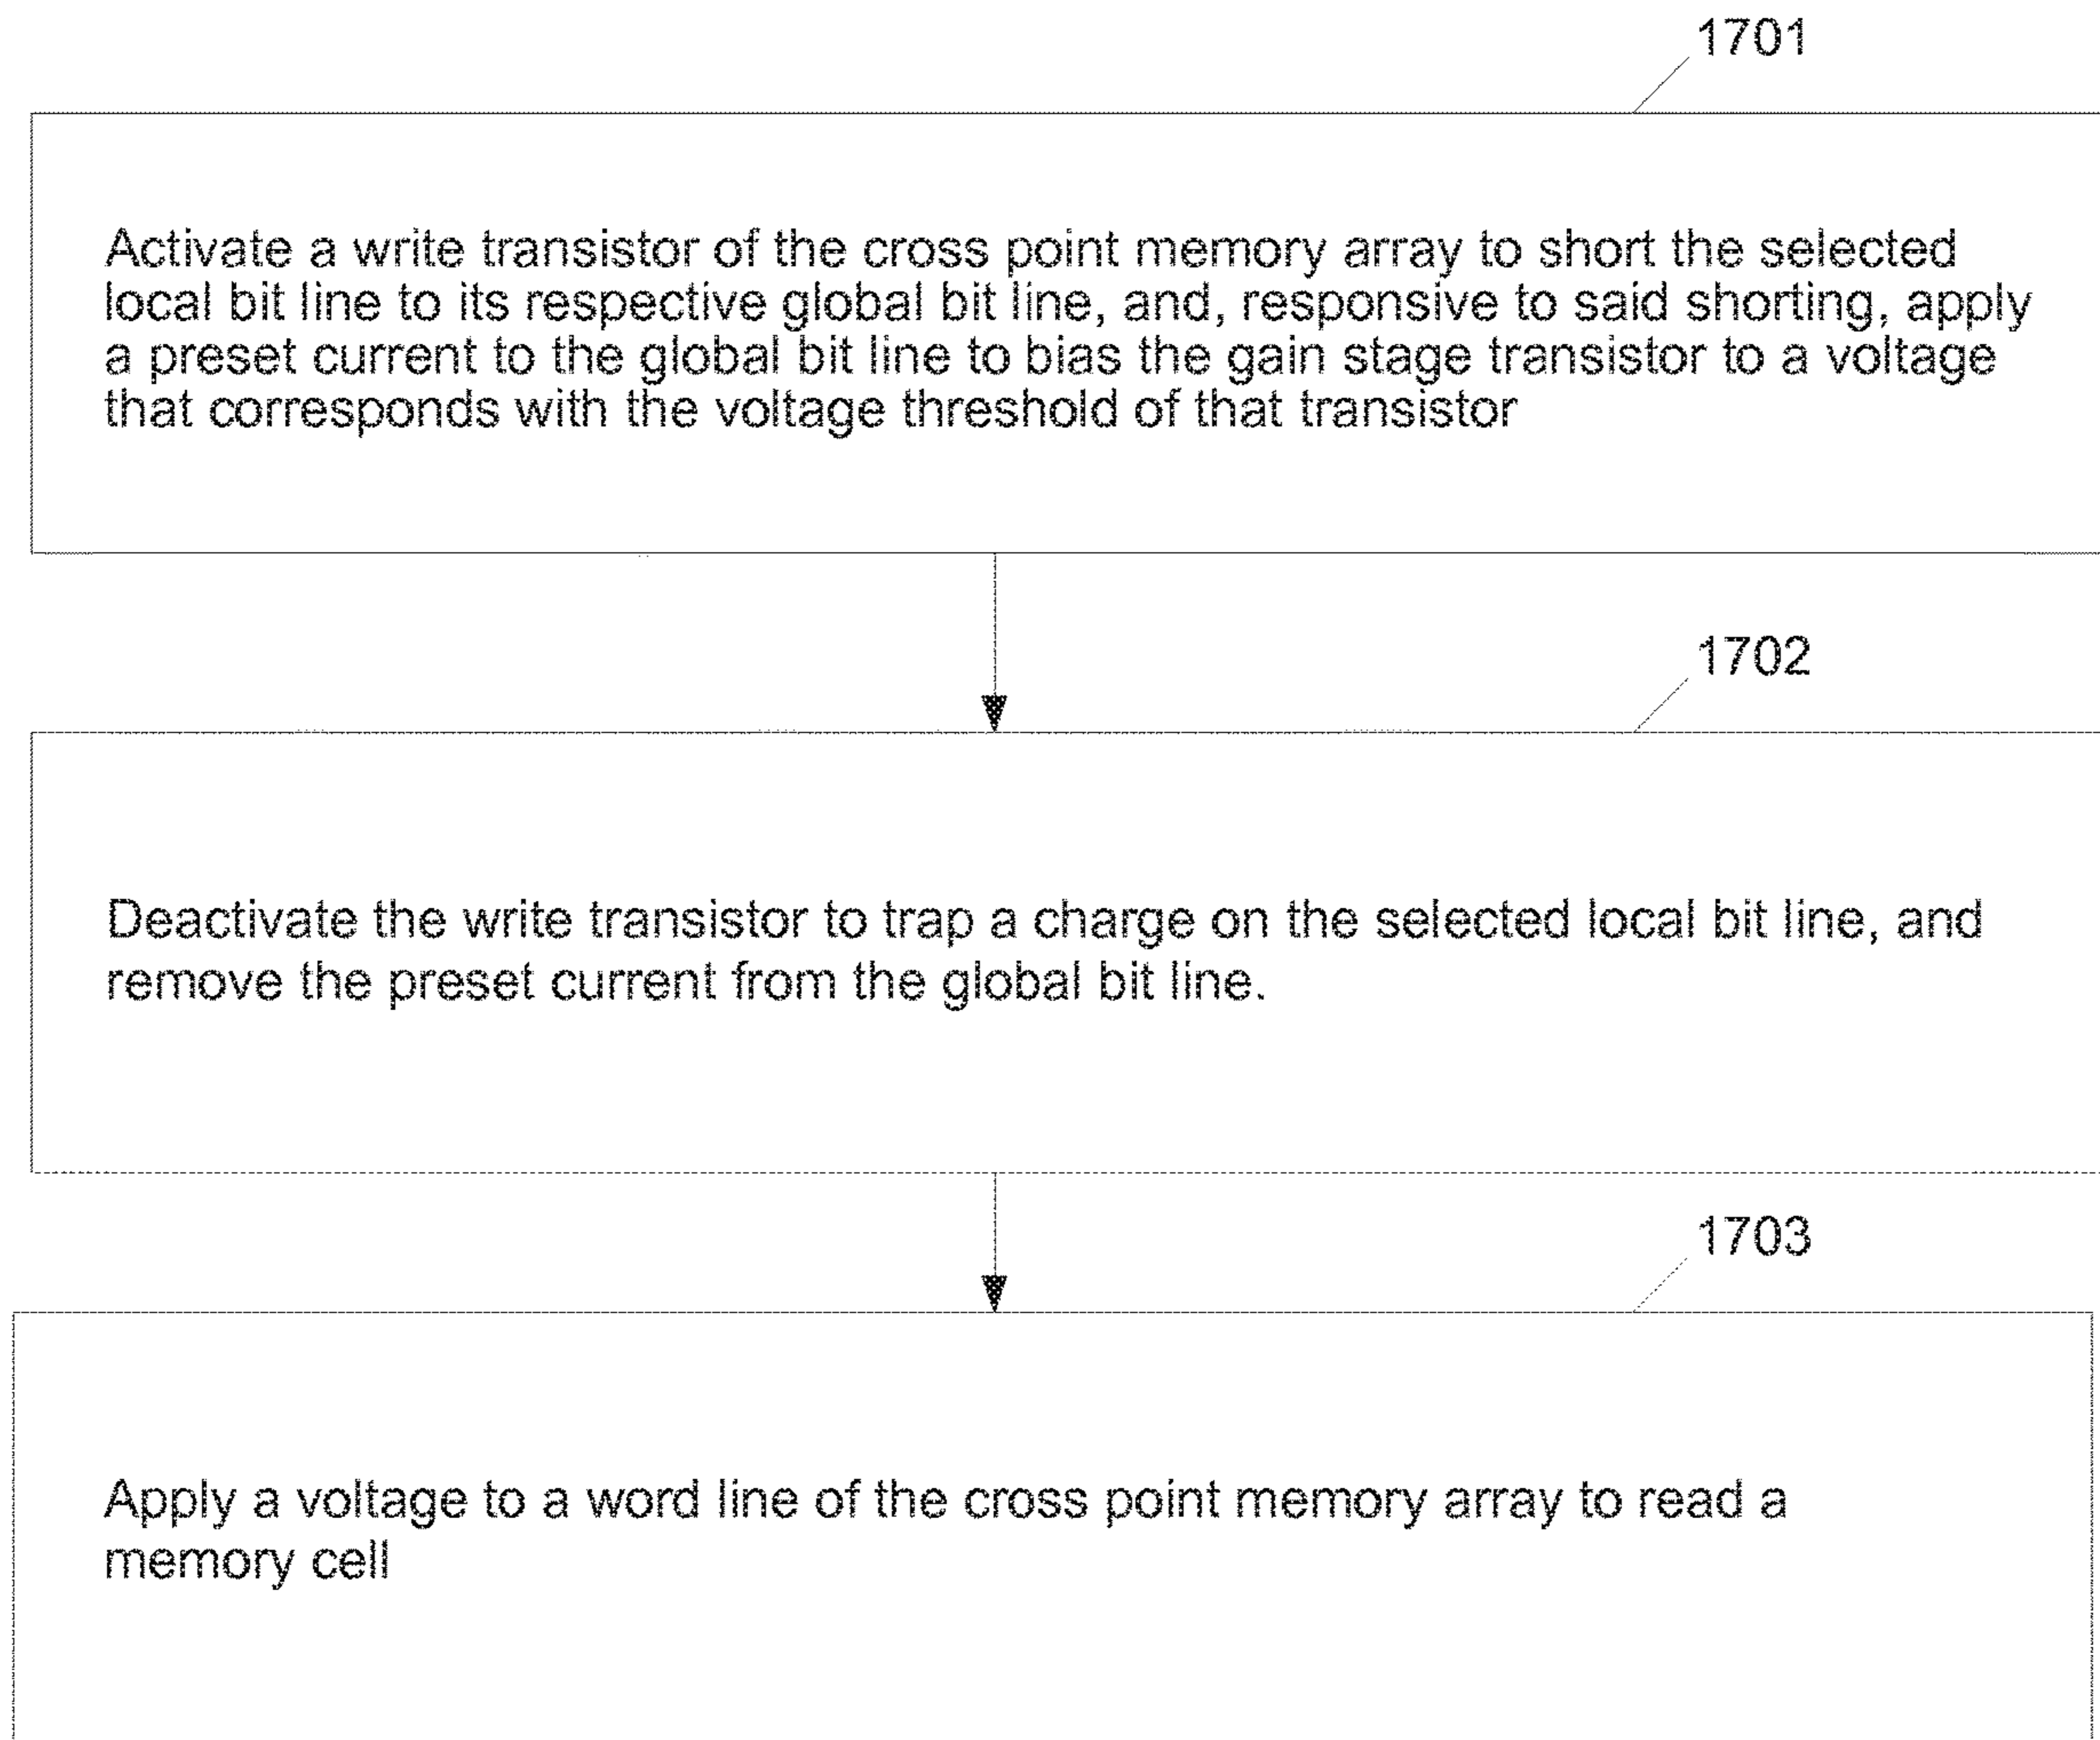 1701
Activate a write transistor of the cross point memory array to short the selected
local bit line to its respective global bit line, and, responsive to said shorting, apply
a preset current to the global bit line to bias the gain stage transistor to a voltage
that corresponds with the voltage threshold of that transistor
1702
Deactivate the write transistor to trap a charge on the selected local bit line, and
remove the preset current from the global bit line.
1703
Apply a voltage to a word line of the cross point memory array to read a
memory cell